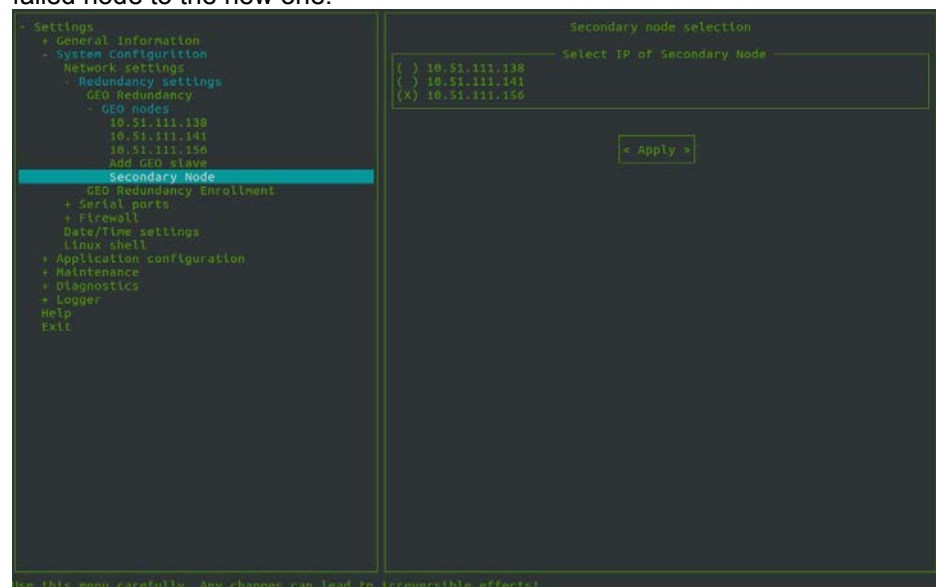 failed node to the new one.
- Settings
+ General Information
- System Configurittion
Network settings
- Redundancy settings
GEO Redundancy
- GEO nodes
10.51.111.138
10.51.111.141
10.51.111.156
Add GEO slave
Secondary Node
GEO Redundancy Enrollment
+ Serial ports
+ Firewall
Date/Time settings
Linux shell
+ Application configuration
+ Maintenance
+ Diagnostics
+ Logger
Help
Exit
Secondary node selection
Select IP of Secondary Node
( ) 10.51.111.138
( ) 10.51.111.141
(X) 10.51.111.156
< Apply >
Use this menu carefully. Any changes can lead to irreversible effects!